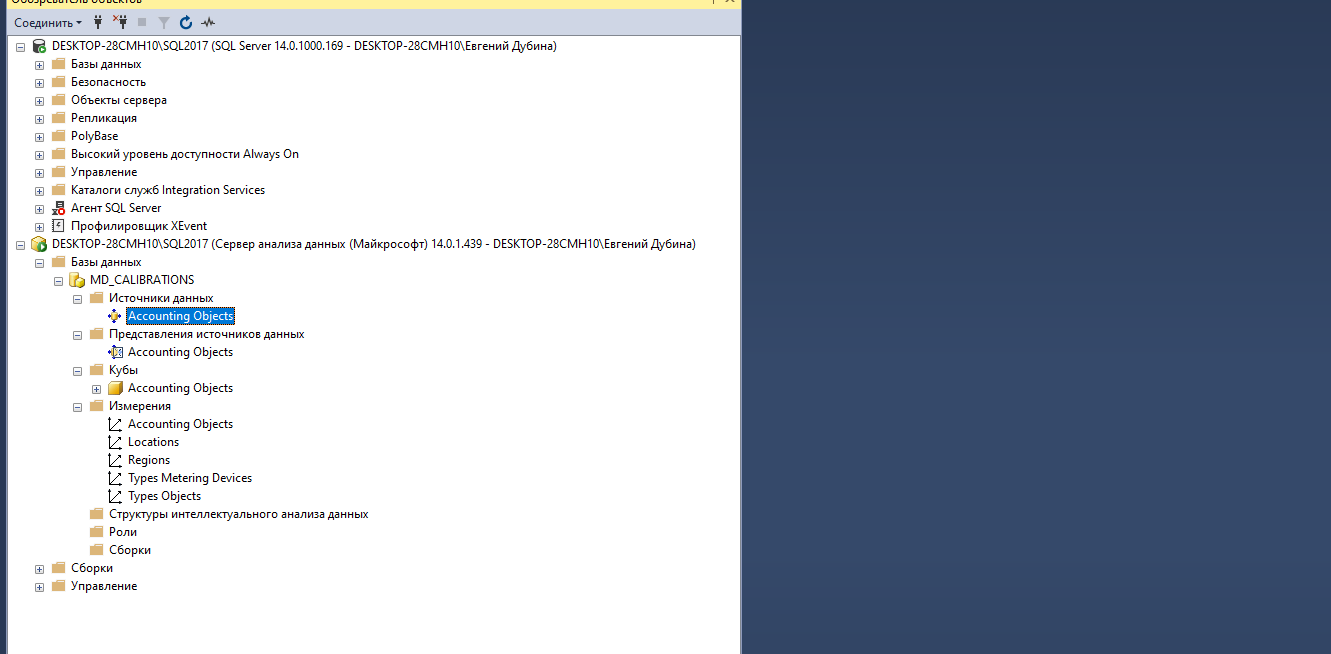 Обозреватель объектов
Соединить
DESKTOP-28CMH10\SQL2017 (SQL Server 14.0.1000.169 - DESKTOP-28CMH10\Евгений Дубина)
Базы данных
Безопасность
Объекты сервера
Репликация
PolyBase
Высокий уровень доступности Always On
Управление
Каталоги служб Integration Services
Агент SQL Server
Профилировщик XEvent
DESKTOP-28CMH10\SQL2017 (Сервер анализа данных (Майкрософт) 14.0.1.439 - DESKTOP-28CMH10\Евгений Дубина)
Базы данных
MD_CALIBRATIONS
Источники данных
Accounting Objects
Представления источников данных
Accounting Objects
Кубы
Accounting Objects
Измерения
Accounting Objects
Locations
Regions
Types Metering Devices
Types Objects
Структуры интеллектуального анализа данных
Роли
Сборки
Сборки
Управление